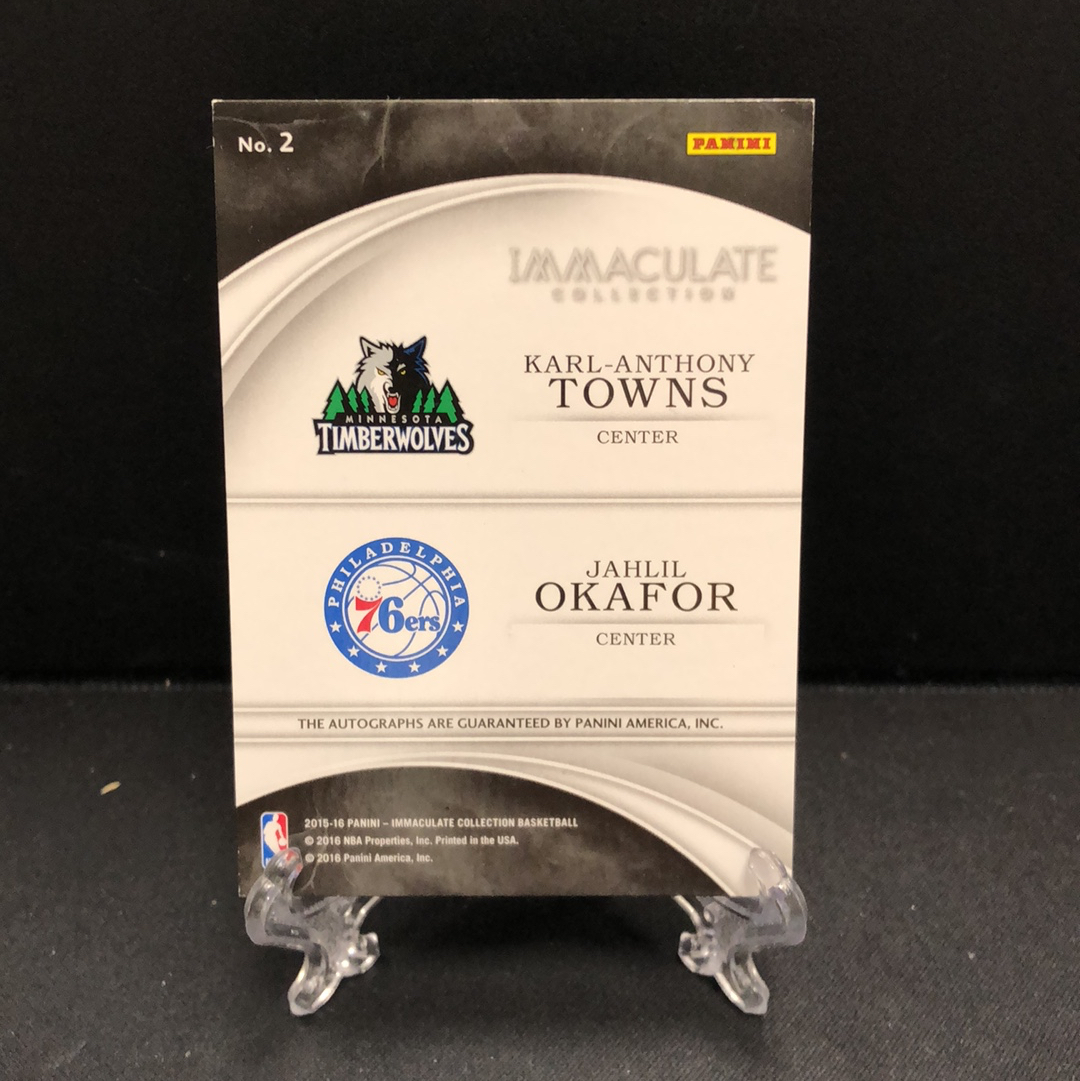 No. 2
PANINI
IMMACULATE
COLLECTION
KARL-ANTHONY
TOWNS
CENTER
MINNESOTA
TIMBERWOLVES
PHILADELPHIA
76ers
JAHLIL
OKAFOR
CENTER
THE AUTOGRAPHS ARE GUARANTEED BY PANINI AMERICA, INC.
2015-16 PANINI – IMMACULATE COLLECTION BASKETBALL
© 2016 NBA Properties, Inc. Printed in the USA.
© 2016 Panini America, Inc.